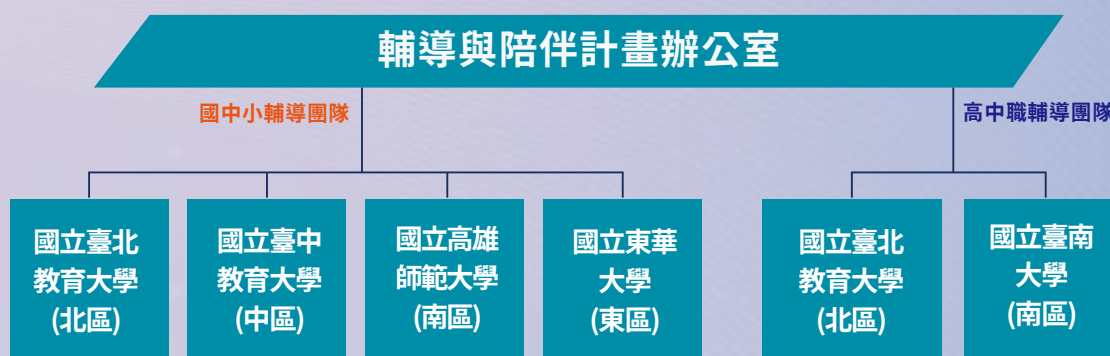 輔導與陪伴計畫辦公室
國中小輔導團隊
高中職輔導團隊
國立臺北
教育大學
(北區)
國立臺中
教育大學
(中區)
國立高雄
師範大學
(南區)
國立東華
大學
(東區)
國立臺北
教育大學
(北區)
國立臺南
大學
(南區)